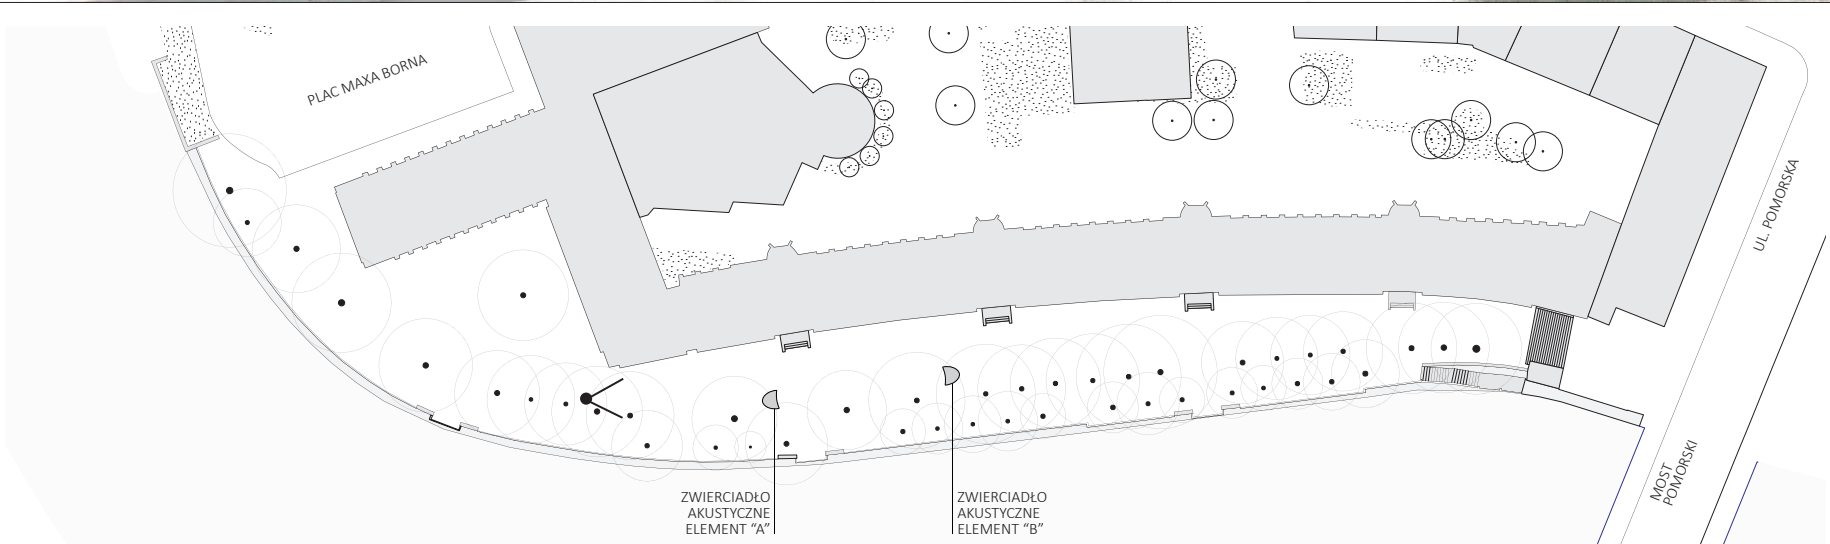 PLAC MAXA BORNA
UL. POMORSKA
MOST
POMORSKI
ZWIERCIADŁO
AKUSTYCZNE
ELEMENT “A”
ZWIERCIADŁO
AKUSTYCZNE
ELEMENT “B”